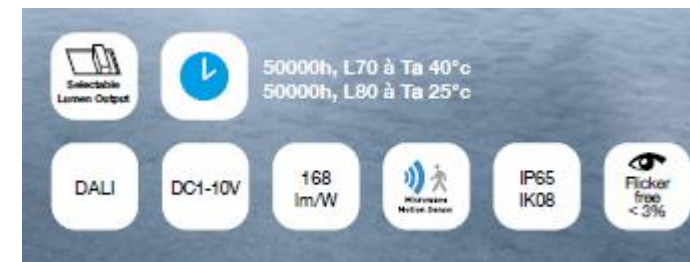 Selectable
Lumen Output
50000h, L70 à Ta 40°c
50000h, L80 à Ta 25°c
DALI
DC1-10V
168
lm/W
Microwave
Motion Sensor
IP65
IK08
Flicker
free
< 3%